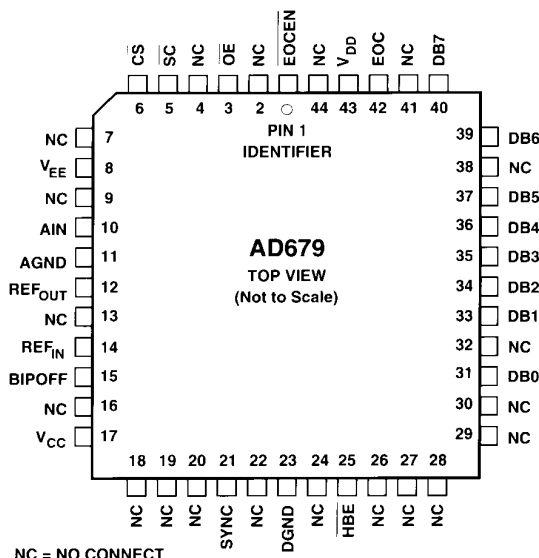 CS SC NC OE NC EOCEN NC VDD EOC NC DB7
6 5 4 3 2 44 43 42 41 40
PIN 1
IDENTIFIER
NC 7
VEE 8
NC 9
AIN 10
AGND 11
REFOUT 12
NC 13
REFIN 14
BIPOFF 15
NC 16
VCC 17
AD679
TOP VIEW
(Not to Scale)
39 DB6
38 NC
37 DB5
36 DB4
35 DB3
34 DB2
33 DB1
32 NC
31 DB0
30 NC
29 NC
18 19 20 21 22 23 24 25 26 27 28
NC NC NC SYNC NC DGND NC HBE NC NC NC
NC = NO CONNECT